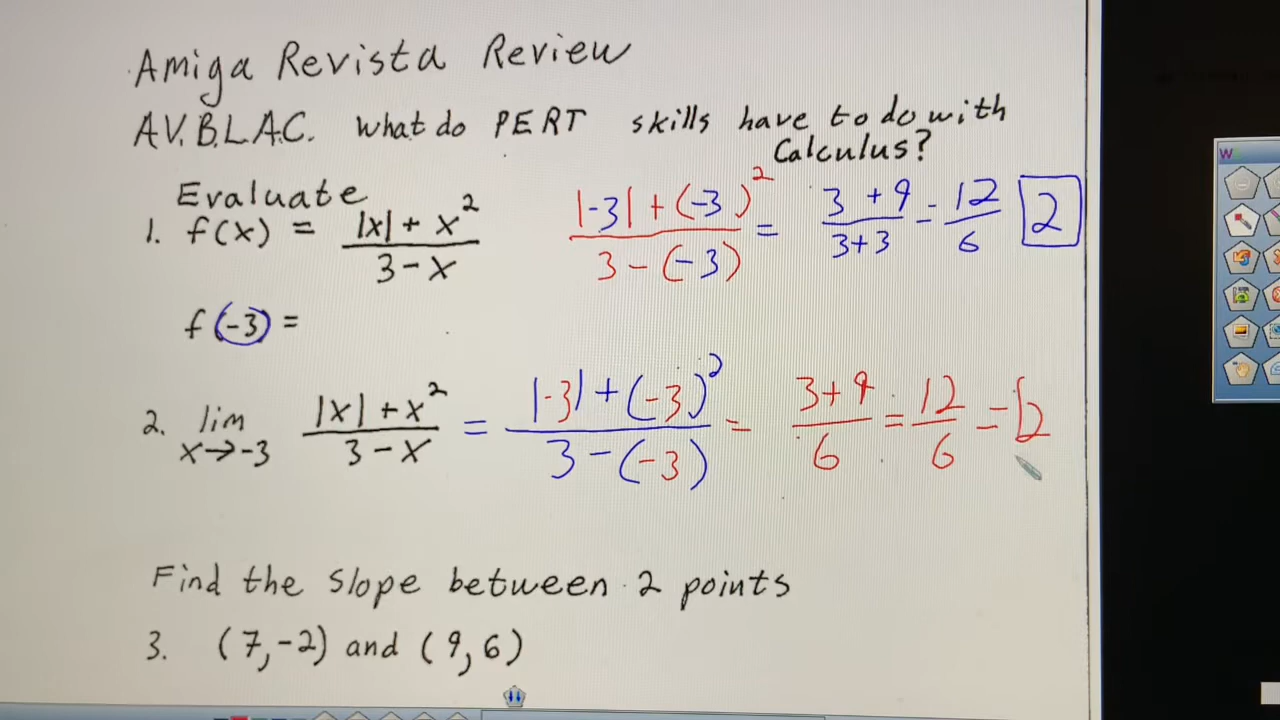 Amiga Revista Review
A.V.B.L.A.C. What do PERT skills have to do with
Calculus?
Evaluate
1. f(x) = (|x| + x²)/(3 - x)   (|-3| + (-3)²)/(3 - (-3)) = (3 + 9)/(3 + 3) = 12/6 2
f(-3) =
2. lim x→-3 (|x| + x²)/(3 - x) = (|-3| + (-3)²)/(3 - (-3)) = (3 + 9)/6 = 12/6 = 2
Find the slope between 2 points
3. (7, -2) and (9, 6)
W